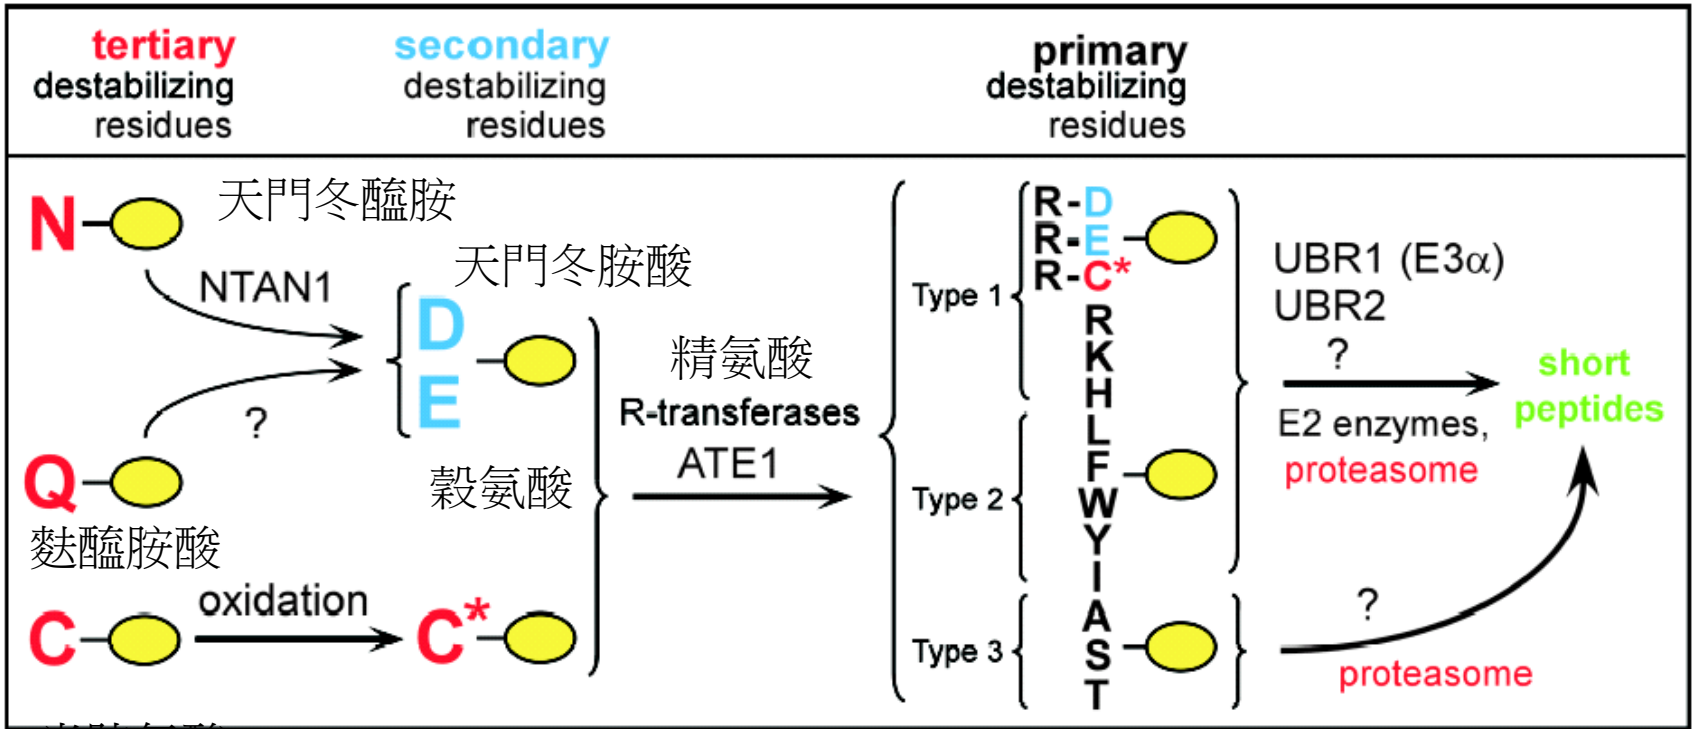 tertiary
destabilizing
residues
secondary
destabilizing
residues
primary
destabilizing
residues
N
天門冬醯胺
NTAN1
Q
?
麩醯胺酸
C
oxidation
C*
天門冬胺酸
D
E
穀氨酸
精氨酸
R-transferases
ATE1
Type 1
R-D
R-E
R-C*
R
K
H
Type 2
L
F
W
Y
I
Type 3
A
S
T
UBR1 (E3α)
UBR2
?
E2 enzymes,
proteasome
short
peptides
?
proteasome